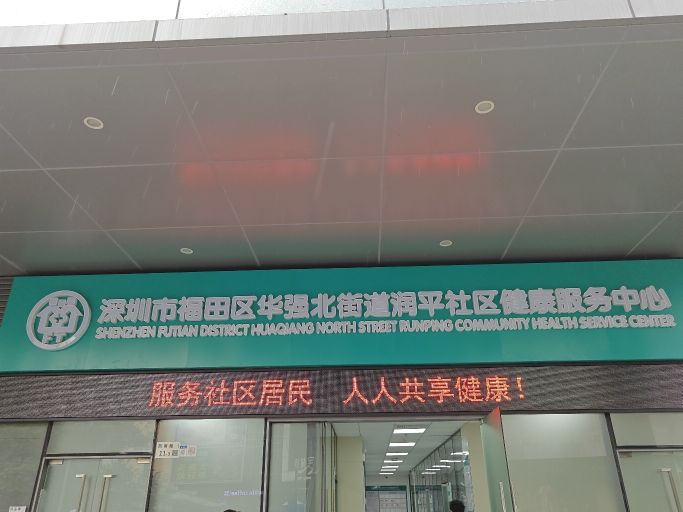 深圳市福田区华强北街道润平社区健康服务中心
SHENZHEN FUTIAN DISTRICT HUAQIANG NORTH STREET RUNPING COMMUNITY HEALTH SERVICE CENTER
服务社区居民 人人共享健康!